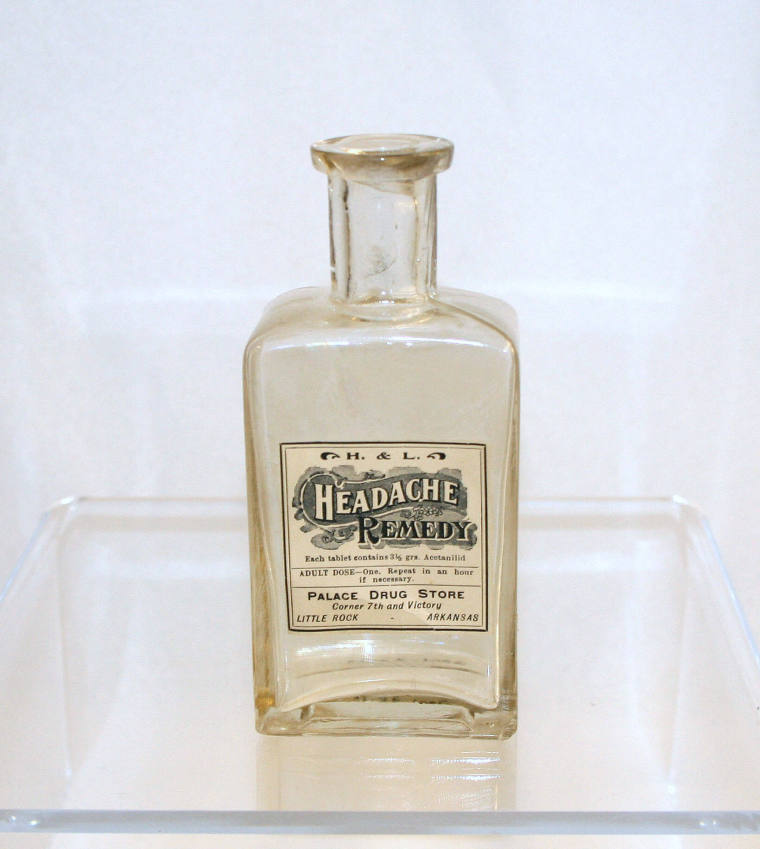 H. & L.
HEADACHE
REMEDY
Each tablet contains 3½ grs. Acetanilid
ADULT DOSE—One. Repeat in an hour
if necessary.
PALACE DRUG STORE
Corner 7th and Victory
LITTLE ROCK - ARKANSAS